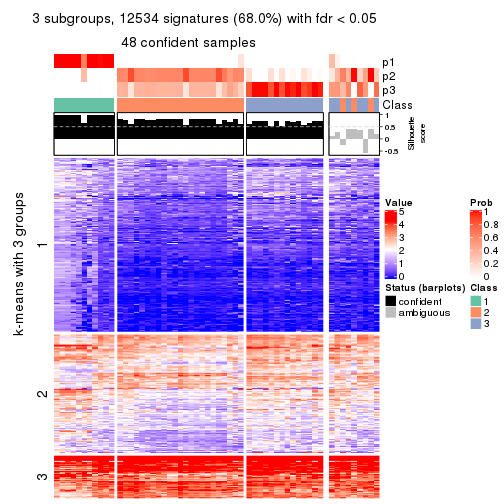 3 subgroups, 12534 signatures (68.0%) with fdr < 0.05
48 confident samples
p1
p2
p3
Class
1
0.5
0
-0.5
Silhouette
score
k-means with 3 groups
1
2
3
Value
5
4
3
2
1
0
Prob
1
0.8
0.6
0.4
0.2
0
Status (barplots)
confident
ambiguous
Class
1
2
3